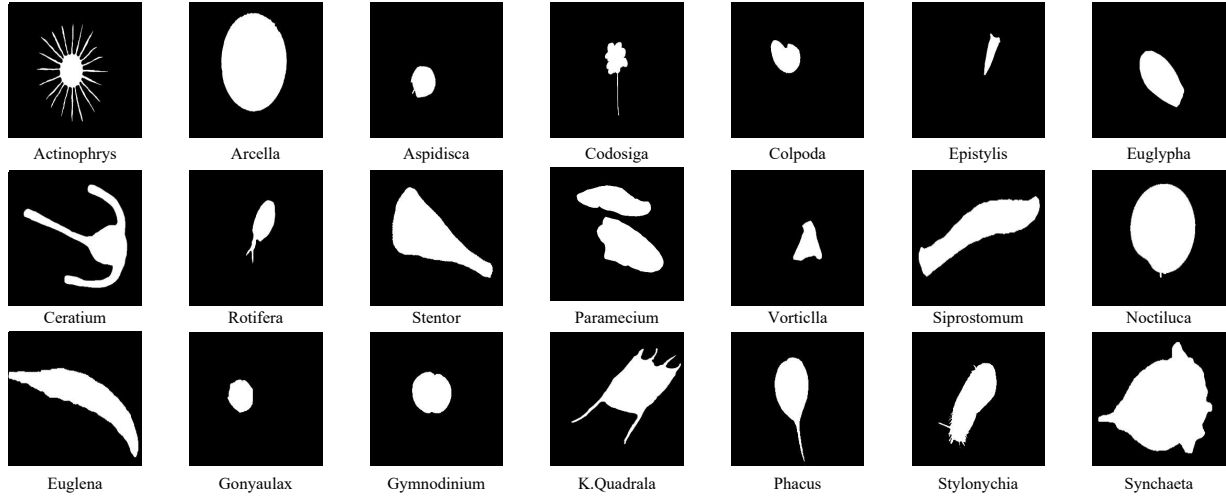 Actinophrys Arcella Aspidisca Codosiga Colpoda Epistylis Euglypha
Ceratium Rotifera Stentor Paramecium Vorticlla Siprostomum Noctiluca
Euglena Gonyaulax Gymnodinium K.Quadrala Phacus Stylonychia Synchaeta